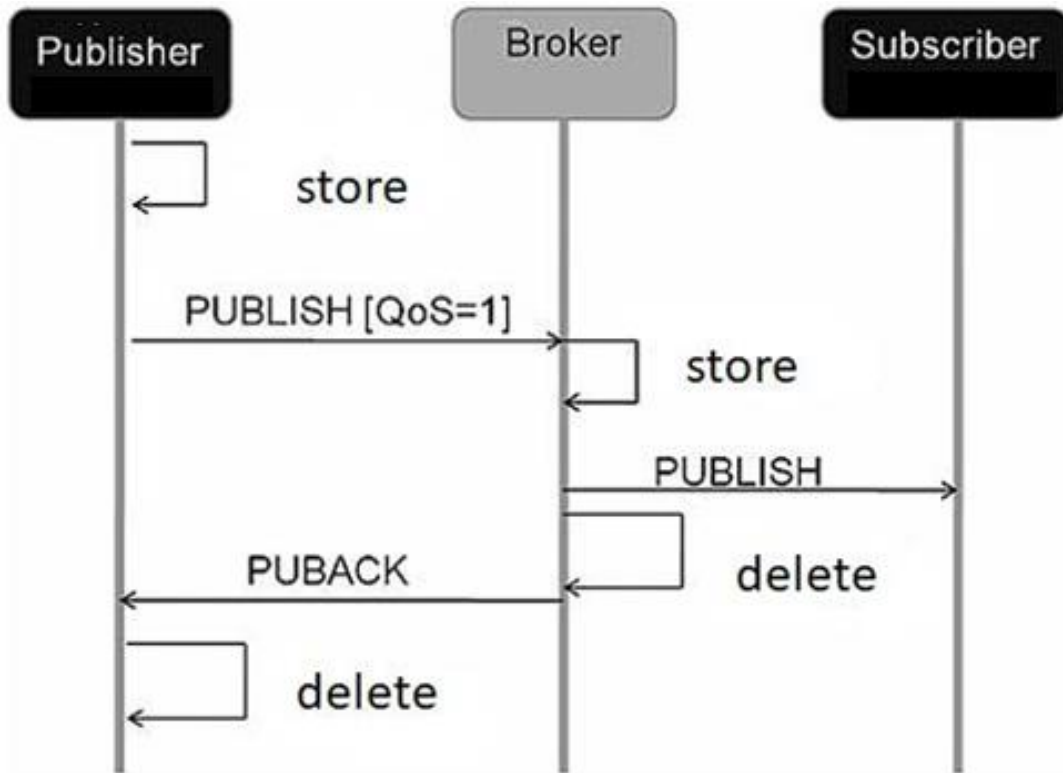 Publisher
Broker
Subscriber
store
PUBLISH [QoS=1]
store
PUBLISH
delete
PUBACK
delete